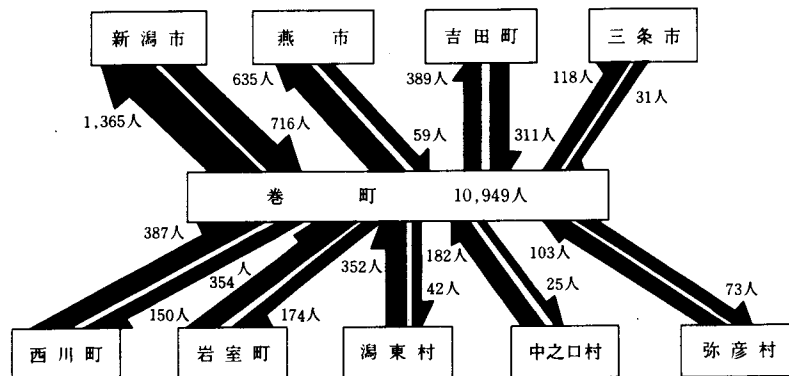 新潟市
燕市
吉田町
三条市
1,365人
716人
635人
59人
389人
311人
118人
31人
巻町 10,949人
387人
150人
354人
174人
352人
42人
182人
25人
103人
73人
西川町
岩室町
潟東村
中之口村
弥彦村